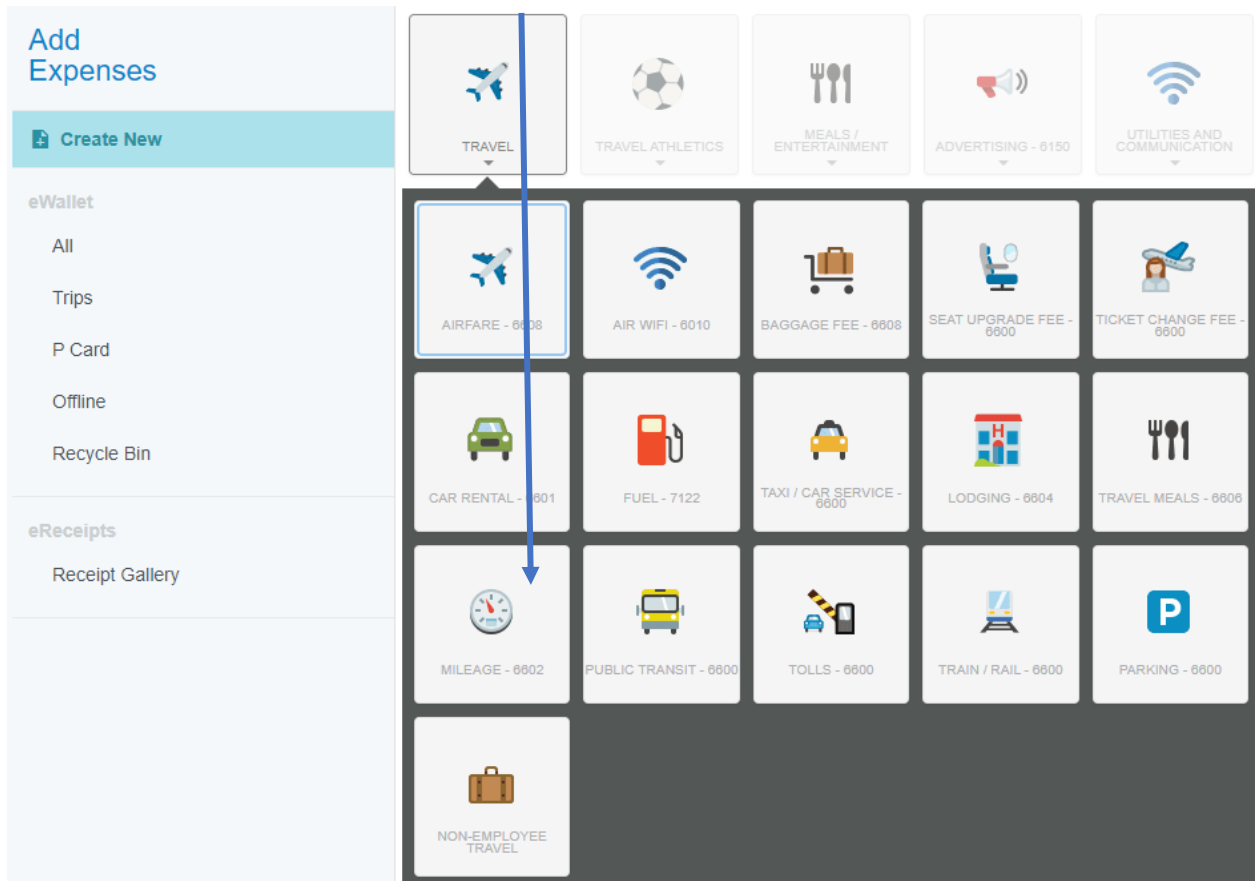 Add
Expenses
Create New
eWallet
All
Trips
P Card
Offline
Recycle Bin
eReceipts
Receipt Gallery
TRAVEL
TRAVEL ATHLETICS
MEALS /
ENTERTAINMENT
ADVERTISING - 6150
UTILITIES AND
COMMUNICATION
AIRFARE - 6608
AIR WIFI - 6010
BAGGAGE FEE - 6608
SEAT UPGRADE FEE -
6600
TICKET CHANGE FEE -
6600
CAR RENTAL - 6601
FUEL - 7122
TAXI / CAR SERVICE -
6600
H
LODGING - 6604
TRAVEL MEALS - 6606
MILEAGE - 6602
PUBLIC TRANSIT - 6600
TOLLS - 6600
TRAIN / RAIL - 6600
P
PARKING - 6600
NON-EMPLOYEE
TRAVEL